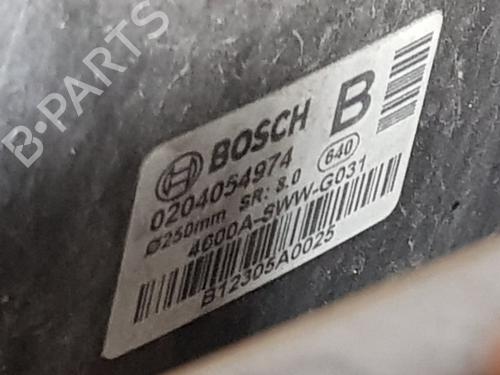 B·PARTS
BOSCH B
0204054974 640
Ø250mm SR: 8.0
4600A-SWW-G031
B12305A0025